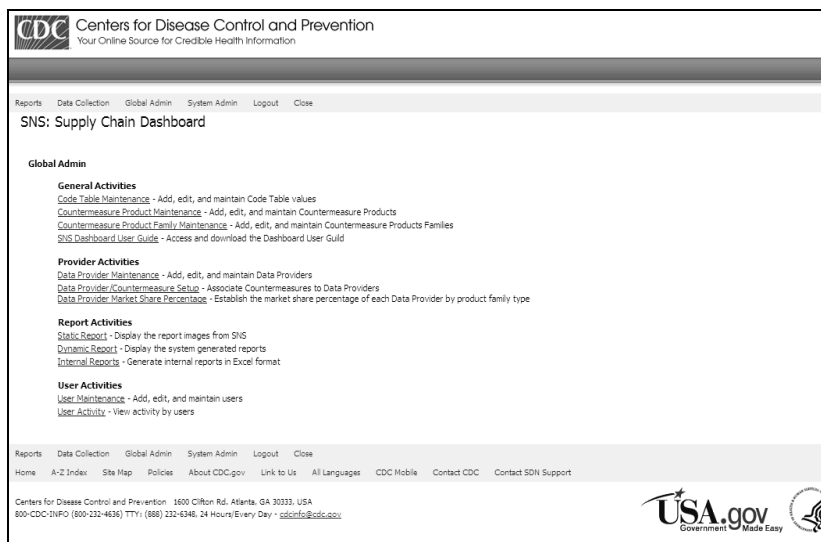 CDC Centers for Disease Control and Prevention
Your Online Source for Credible Health Information
Reports Data Collection Global Admin System Admin Logout Close
SNS: Supply Chain Dashboard
Global Admin
General Activities
Code Table Maintenance - Add, edit, and maintain Code Table values
Countermeasure Product Maintenance - Add, edit, and maintain Countermeasure Products
Countermeasure Product Family Maintenance - Add, edit, and maintain Countermeasure Products Families
SNS Dashboard User Guide - Access and download the Dashboard User Guild
Provider Activities
Data Provider Maintenance - Add, edit, and maintain Data Providers
Data Provider/Countermeasure Setup - Associate Countermeasures to Data Providers
Data Provider Market Share Percentage - Establish the market share percentage of each Data Provider by product family type
Report Activities
Static Report - Display the report images from SNS
Dynamic Report - Display the system generated reports
Internal Reports - Generate internal reports in Excel format
User Activities
User Maintenance - Add, edit, and maintain users
User Activity - View activity by users
Reports Data Collection Global Admin System Admin Logout Close
Home A-Z Index Site Map Policies About CDC.gov Link to Us All Languages CDC Mobile Contact CDC Contact SDN Support
Centers for Disease Control and Prevention 1600 Clifton Rd. Atlanta, GA 30333, USA
800-CDC-INFO (800-232-4636) TTY: (888) 232-6348, 24 Hours/Every Day - cdcinfo@cdc.gov
USA.gov
Government Made Easy